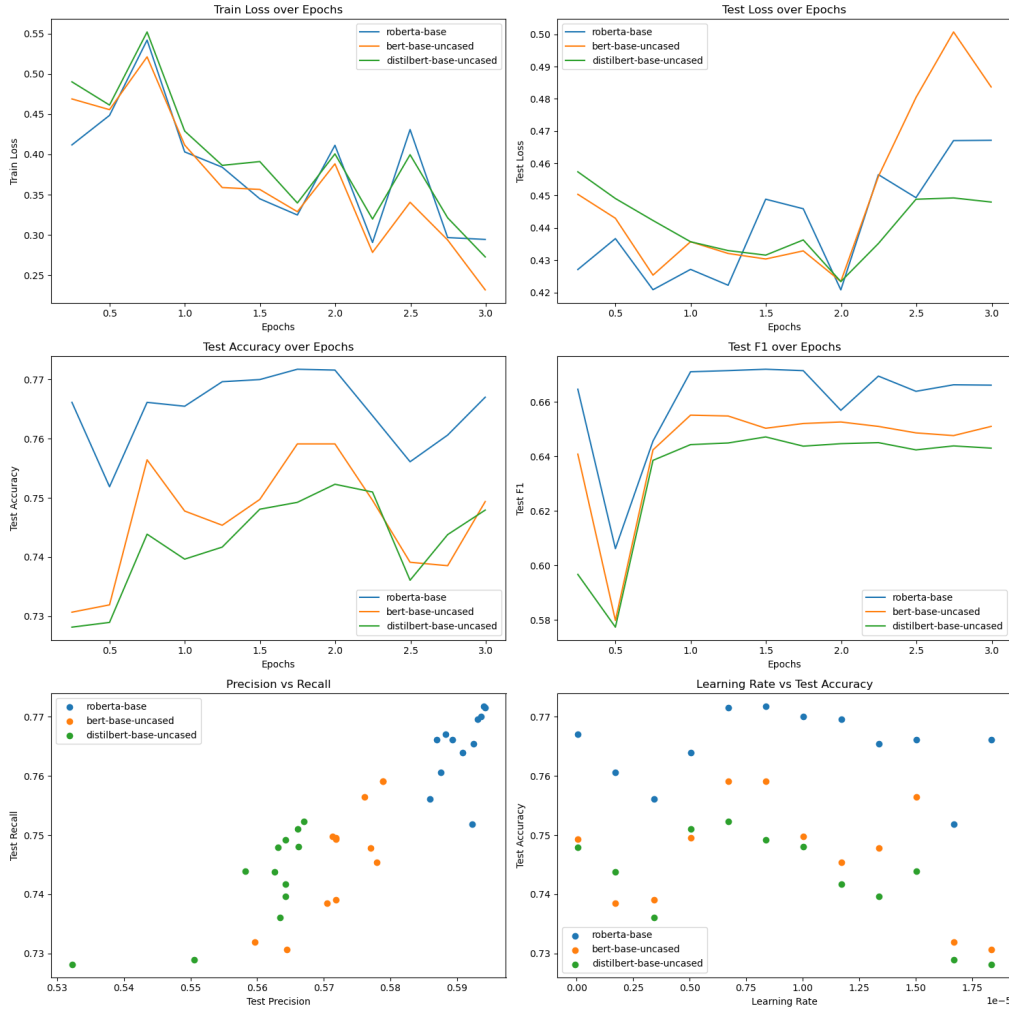 Train Loss over Epochs
Train Loss
0.55
0.50
0.45
0.40
0.35
0.30
0.25
roberta-base
bert-base-uncased
distilbert-base-uncased
0.5 1.0 1.5 2.0 2.5 3.0
Epochs
Test Loss over Epochs
Test Loss
0.50
0.49
0.48
0.47
0.46
0.45
0.44
0.43
0.42
roberta-base
bert-base-uncased
distilbert-base-uncased
0.5 1.0 1.5 2.0 2.5 3.0
Epochs
Test Accuracy over Epochs
Test Accuracy
0.77
0.76
0.75
0.74
0.73
roberta-base
bert-base-uncased
distilbert-base-uncased
0.5 1.0 1.5 2.0 2.5 3.0
Epochs
Test F1 over Epochs
Test F1
0.66
0.64
0.62
0.60
0.58
roberta-base
bert-base-uncased
distilbert-base-uncased
0.5 1.0 1.5 2.0 2.5 3.0
Epochs
Precision vs Recall
Test Recall
0.77
0.76
0.75
0.74
0.73
roberta-base
bert-base-uncased
distilbert-base-uncased
0.53 0.54 0.55 0.56 0.57 0.58 0.59
Test Precision
Learning Rate vs Test Accuracy
Test Accuracy
0.77
0.76
0.75
0.74
0.73
roberta-base
bert-base-uncased
distilbert-base-uncased
0.00 0.25 0.50 0.75 1.00 1.25 1.50 1.75
1e-5
Learning Rate